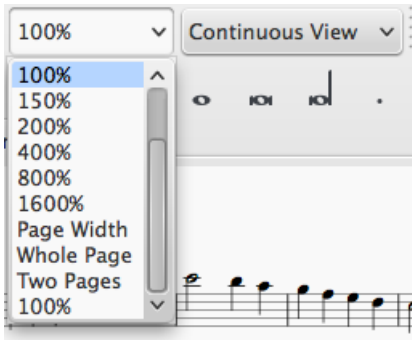 100%
Continuous View
100%
150%
200%
400%
800%
1600%
Page Width
Whole Page
Two Pages
100%